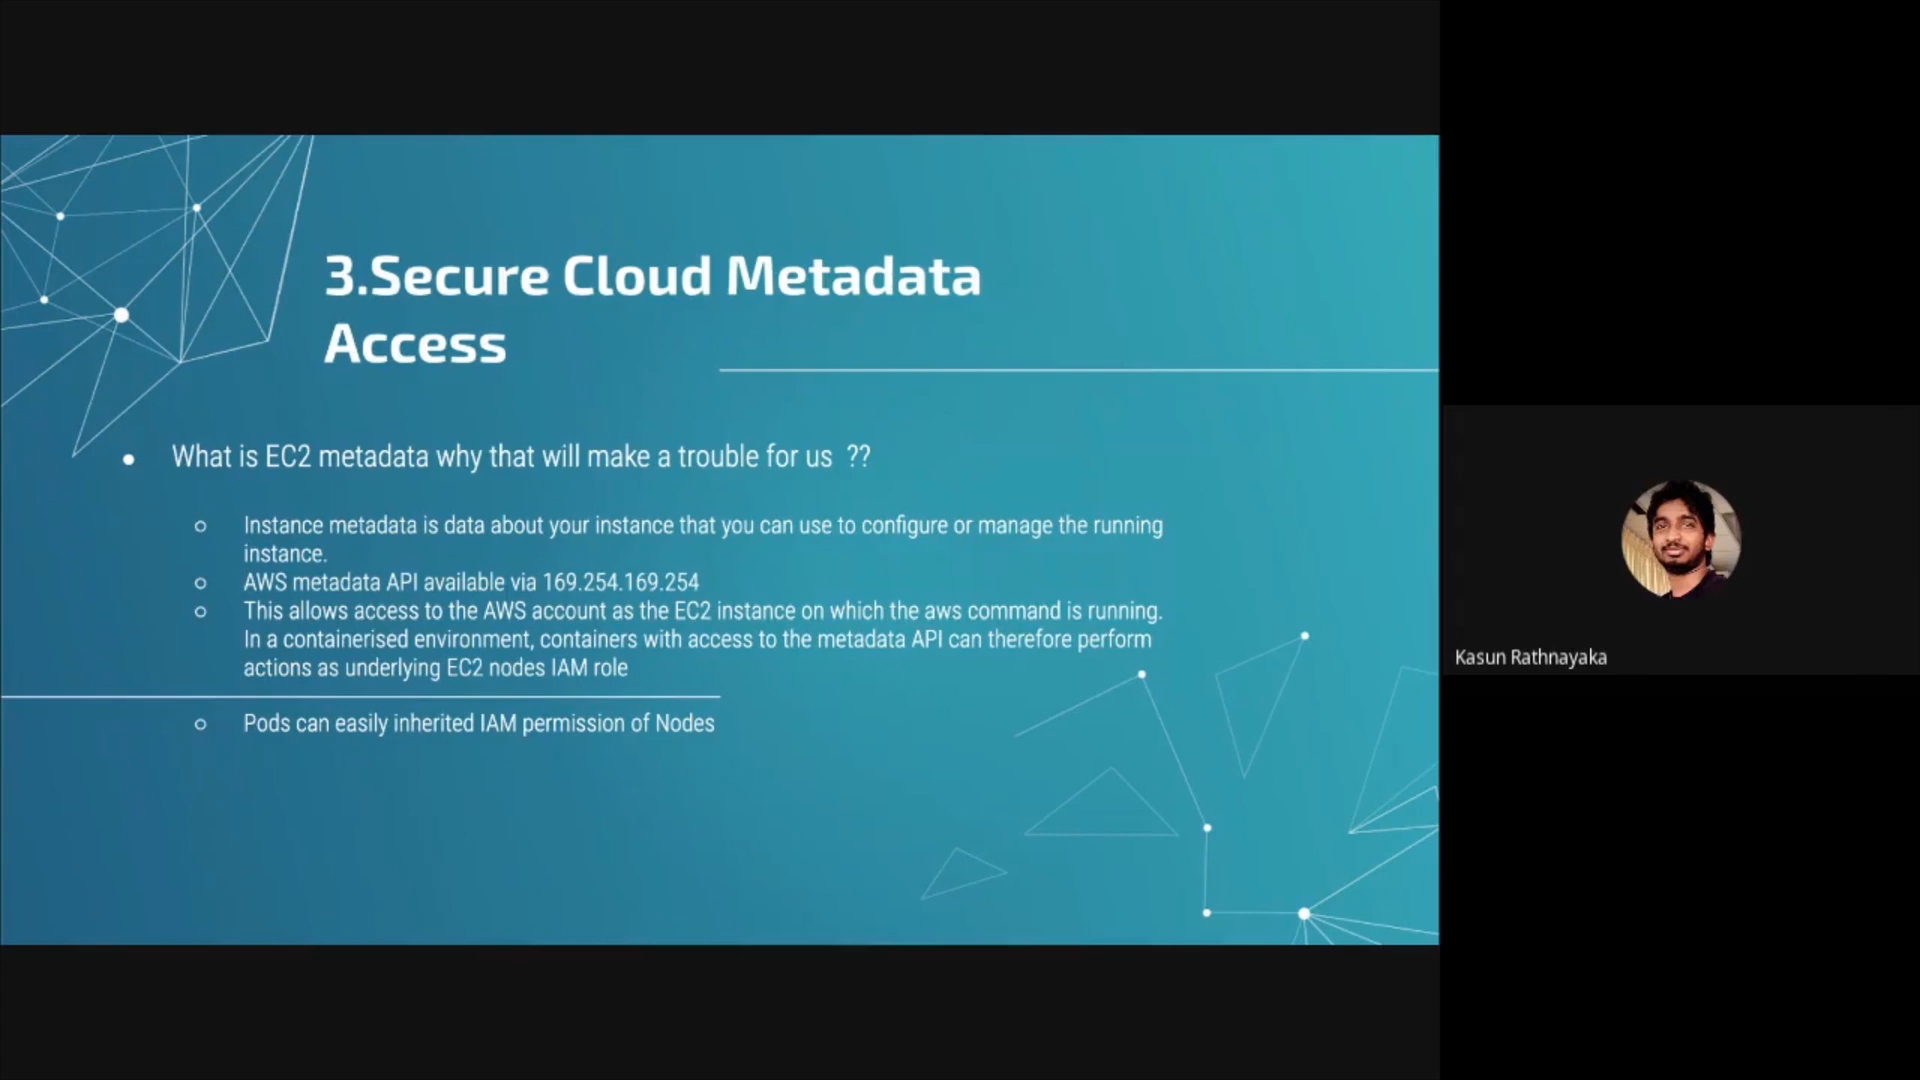 3.Secure Cloud Metadata
Access
What is EC2 metadata why that will make a trouble for us ??
Instance metadata is data about your instance that you can use to configure or manage the running
instance.
AWS metadata API available via 169.254.169.254
This allows access to the AWS account as the EC2 instance on which the aws command is running.
In a containerised environment, containers with access to the metadata API can therefore perform
actions as underlying EC2 nodes IAM role
Pods can easily inherited IAM permission of Nodes
Kasun Rathnayaka